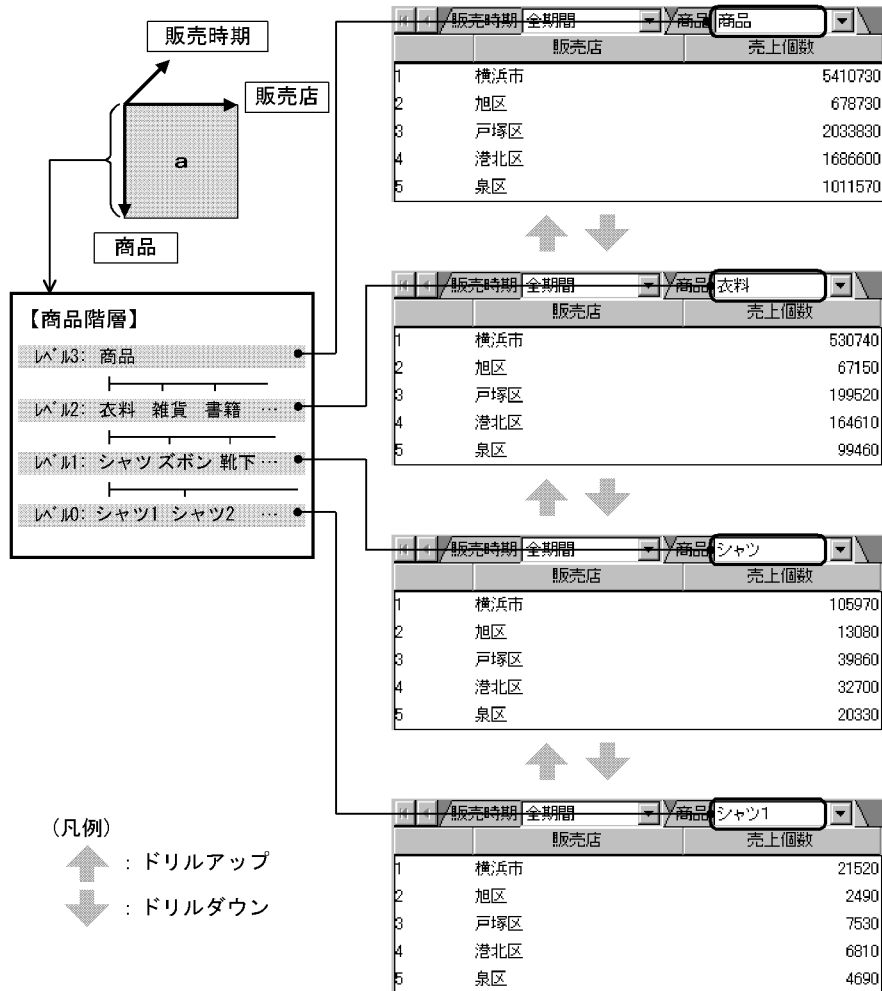 販売時期
販売店
a
商品
【商品階層】
ﾚﾍﾞﾙ3: 商品
ﾚﾍﾞﾙ2: 衣料 雑貨 書籍 …
ﾚﾍﾞﾙ1: シャツ ズボン 靴下 …
ﾚﾍﾞﾙ0: シャツ1 シャツ2 …
(凡例)
: ドリルアップ
: ドリルダウン
販売時期 全期間 商品 商品
販売店 売上個数
1 横浜市 5410730
2 旭区 678730
3 戸塚区 2033830
4 港北区 1686600
5 泉区 1011570
販売時期 全期間 商品 衣料
販売店 売上個数
1 横浜市 530740
2 旭区 67150
3 戸塚区 199520
4 港北区 164610
5 泉区 99460
販売時期 全期間 商品 シャツ
販売店 売上個数
1 横浜市 105970
2 旭区 13080
3 戸塚区 39860
4 港北区 32700
5 泉区 20330
販売時期 全期間 商品 シャツ1
販売店 売上個数
1 横浜市 21520
2 旭区 2490
3 戸塚区 7530
4 港北区 6810
5 泉区 4690